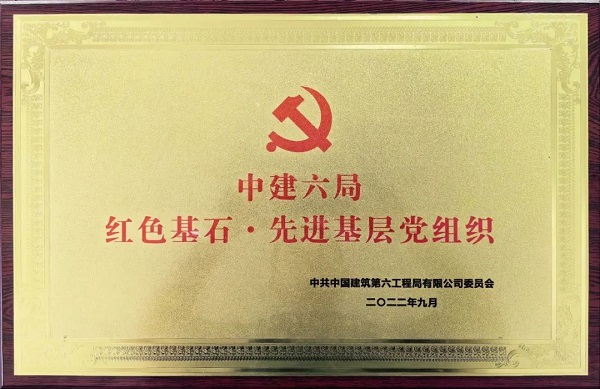 中建六局
红色基石·先进基层党组织
中共中国建筑第六工程局有限公司委员会
二〇二二年九月